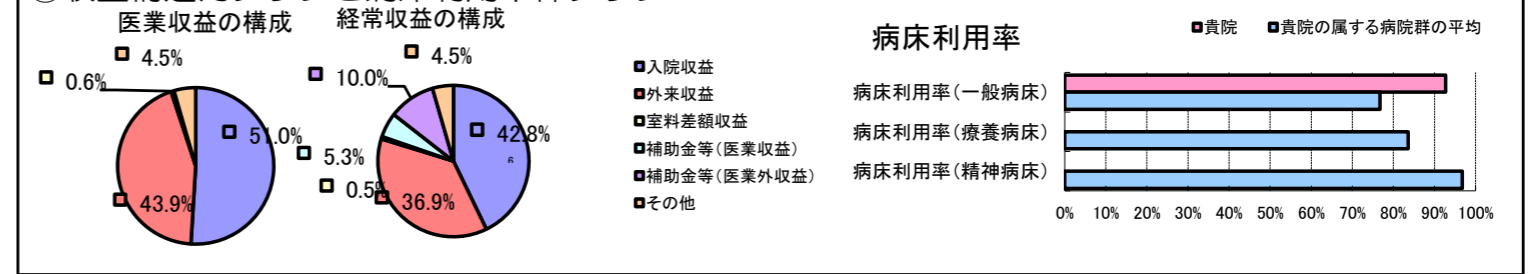 医業収益の構成
4.5%
0.6%
51.0%
43.9%
経常収益の構成
4.5%
10.0%
42.8%
5.3%
0.5%
36.9%
入院収益
外来収益
室料差額収益
補助金等(医業収益)
補助金等(医業外収益)
その他
病床利用率
貴院
貴院の属する病院群の平均
病床利用率(一般病床)
病床利用率(療養病床)
病床利用率(精神病床)
0% 10% 20% 30% 40% 50% 60% 70% 80% 90% 100%